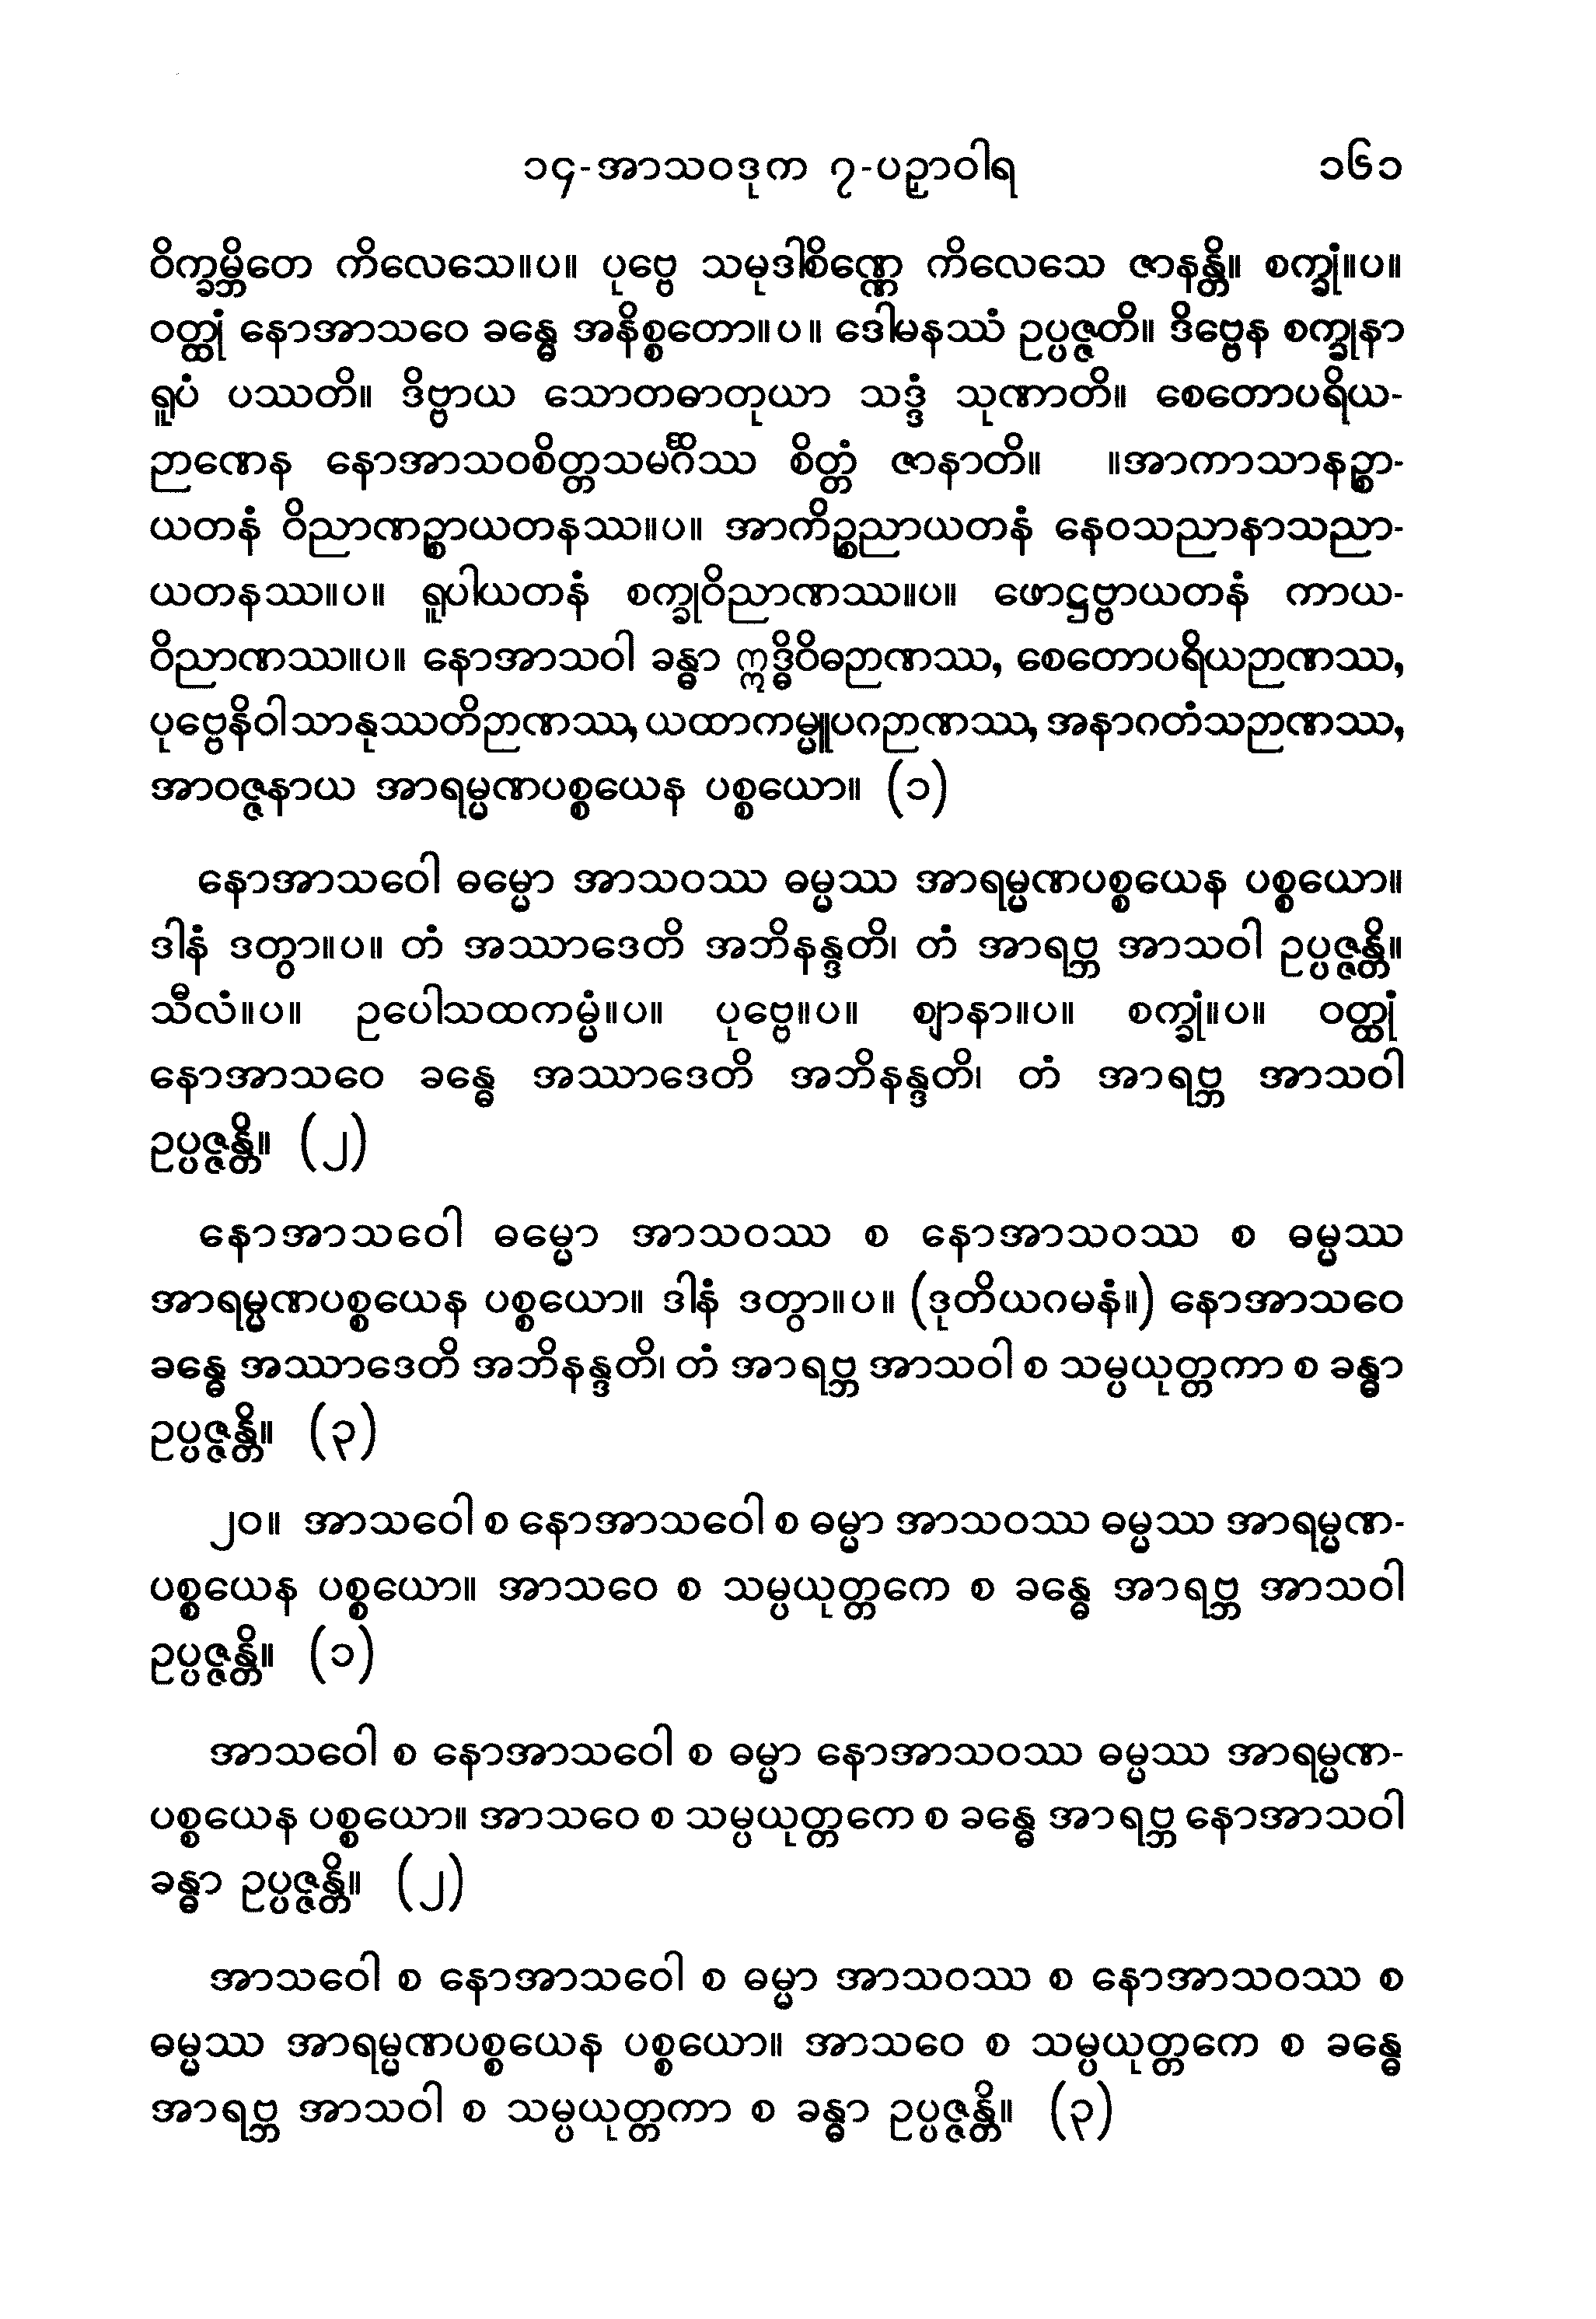 ၁၄-အာသဝဒုက ၇-ပဉှာဝါရ ၁၆၁
ဝိက္ခမ္ဘိတေ ကိလေသေ။ပ။ ပုဗ္ဗေ သမုဒါစိဏ္ဏေ ကိလေသေ ဇာနန္တိ။ စက္ခုံ။ပ။
ဝတ္ထုံ နောအာသဝေ ခန္ဓေ အနိစ္စတော။ပ။ ဒေါမနဿံ ဥပ္ပဇ္ဇတိ။ ဒိဗ္ဗေန စက္ခုနာ
ရူပံ ပဿတိ။ ဒိဗ္ဗာယ သောတဓာတုယာ သဒ္ဒံ သုဏာတိ။ စေတောပရိယ-
ဉာဏေန နောအာသဝစိတ္တသမင်္ဂိဿ စိတ္တံ ဇာနာတိ။ ။အာကာသာနဉ္စာ-
ယတနံ ဝိညာဏဉ္စာယတနဿ။ပ။ အာကိဉ္စညာယတနံ နေဝသညာနာသညာ-
ယတနဿ။ပ။ ရူပါယတနံ စက္ခုဝိညာဏဿ။ပ။ ဖောဋ္ဌဗ္ဗာယတနံ ကာယ-
ဝိညာဏဿ။ပ။ နောအာသဝါ ခန္ဓာ ဣဒ္ဓိဝိဓဉာဏဿ, စေတောပရိယဉာဏဿ,
ပုဗ္ဗေနိဝါသာနုဿတိဉာဏဿ, ယထာကမ္မူပဂဉာဏဿ, အနာဂတံသဉာဏဿ,
အာဝဇ္ဇနာယ အာရမ္မဏပစ္စယေန ပစ္စယော။ (၁)
နောအာသဝေါ ဓမ္မော အာသဝဿ ဓမ္မဿ အာရမ္မဏပစ္စယေန ပစ္စယော။
ဒါနံ ဒတွာ။ပ။ တံ အဿာဒေတိ အဘိနန္ဒတိ၊ တံ အာရဗ္ဘ အာသဝါ ဥပ္ပဇ္ဇန္တိ။
သီလံ။ပ။ ဥပေါသထကမ္မံ။ပ။ ပုဗ္ဗေ။ပ။ ဈာနာ။ပ။ စက္ခုံ။ပ။ ဝတ္ထုံ
နောအာသဝေ ခန္ဓေ အဿာဒေတိ အဘိနန္ဒတိ၊ တံ အာရဗ္ဘ အာသဝါ
ဥပ္ပဇ္ဇန္တိ။ (၂)
နောအာသဝေါ ဓမ္မော အာသဝဿ စ နောအာသဝဿ စ ဓမ္မဿ
အာရမ္မဏပစ္စယေန ပစ္စယော။ ဒါနံ ဒတွာ။ပ။ (ဒုတိယဂမနံ။) နောအာသဝေ
ခန္ဓေ အဿာဒေတိ အဘိနန္ဒတိ၊ တံ အာရဗ္ဘ အာသဝါ စ သမ္ပယုတ္တကာ စ ခန္ဓာ
ဥပ္ပဇ္ဇန္တိ။ (၃)
၂၀။ အာသဝေါ စ နောအာသဝေါ စ ဓမ္မာ အာသဝဿ ဓမ္မဿ အာရမ္မဏ-
ပစ္စယေန ပစ္စယော။ အာသဝေ စ သမ္ပယုတ္တကေ စ ခန္ဓေ အာရဗ္ဘ အာသဝါ
ဥပ္ပဇ္ဇန္တိ။ (၁)
အာသဝေါ စ နောအာသဝေါ စ ဓမ္မာ နောအာသဝဿ ဓမ္မဿ အာရမ္မဏ-
ပစ္စယေန ပစ္စယော။ အာသဝေ စ သမ္ပယုတ္တကေ စ ခန္ဓေ အာရဗ္ဘ နောအာသဝါ
ခန္ဓာ ဥပ္ပဇ္ဇန္တိ။ (၂)
အာသဝေါ စ နောအာသဝေါ စ ဓမ္မာ အာသဝဿ စ နောအာသဝဿ စ
ဓမ္မဿ အာရမ္မဏပစ္စယေန ပစ္စယော။ အာသဝေ စ သမ္ပယုတ္တကေ စ ခန္ဓေ
အာရဗ္ဘ အာသဝါ စ သမ္ပယုတ္တကာ စ ခန္ဓာ ဥပ္ပဇ္ဇန္တိ။ (၃)